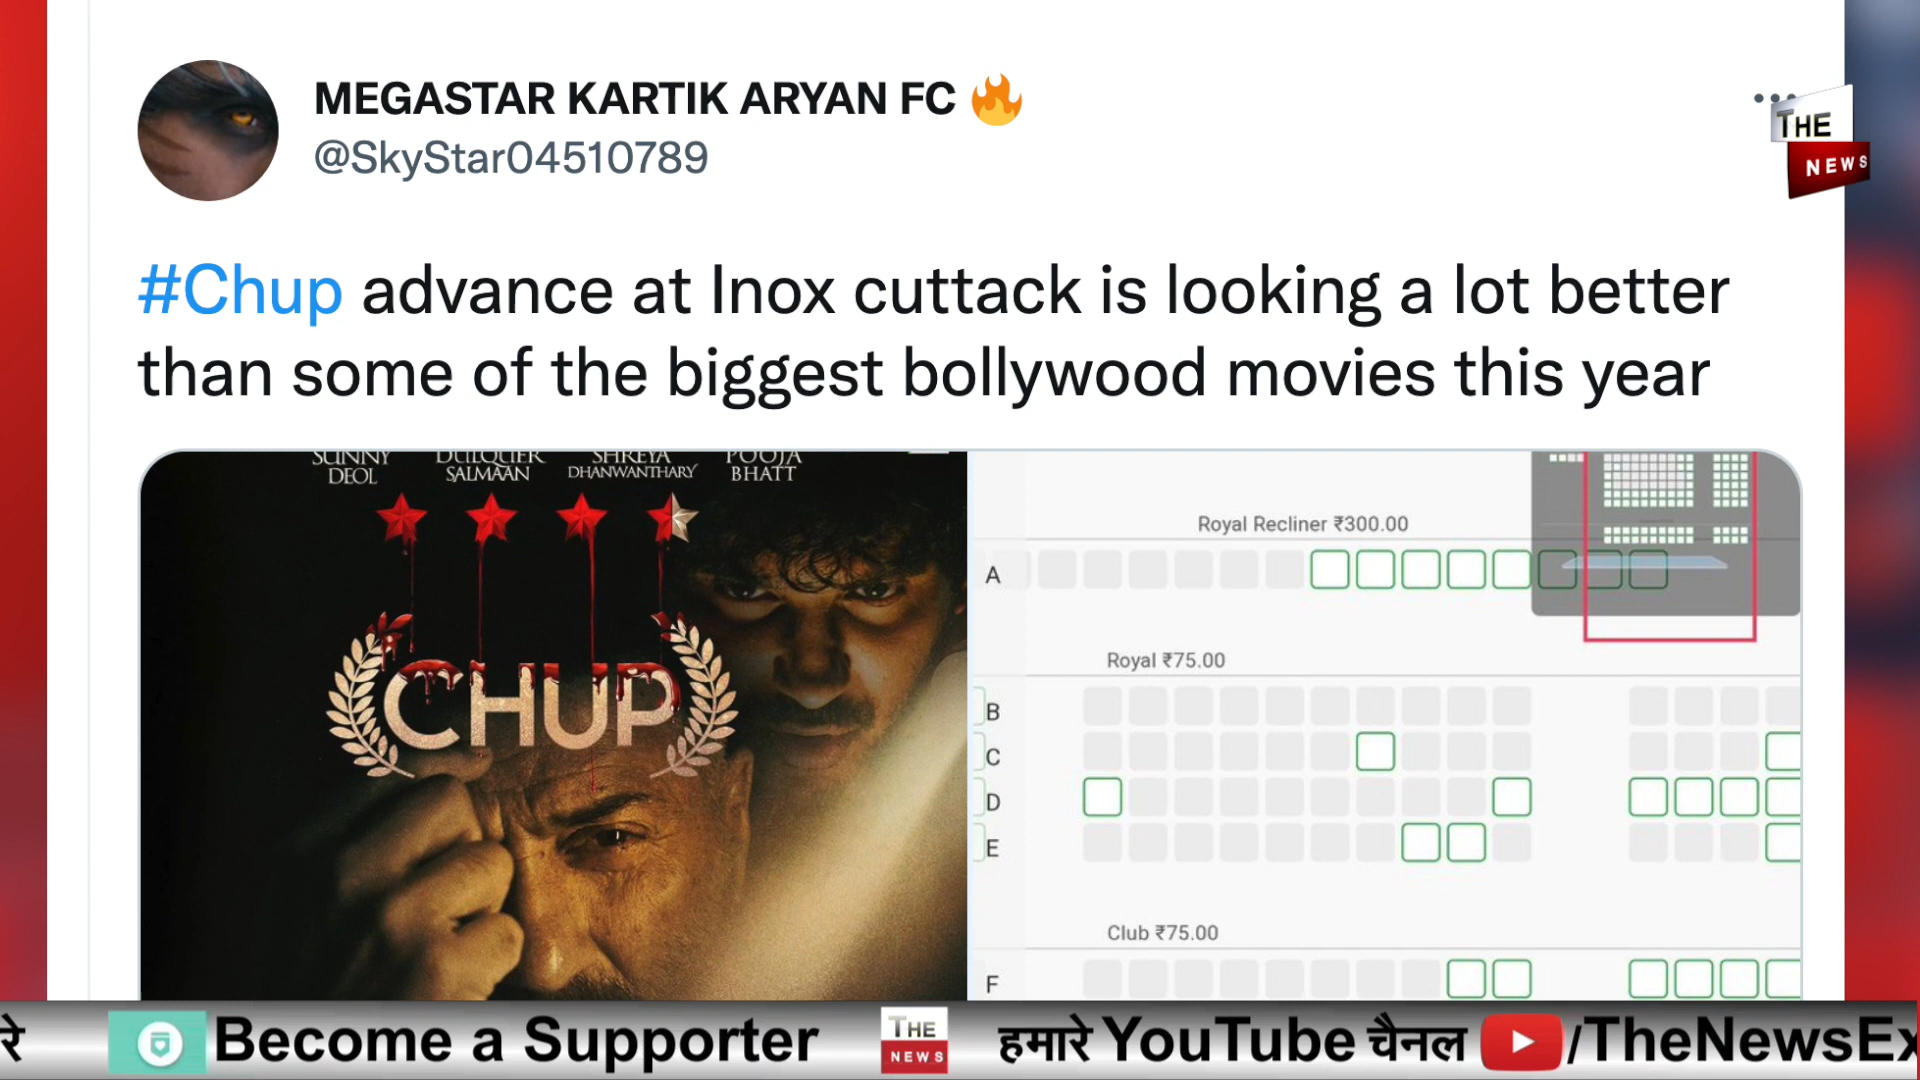 MEGASTAR KARTIK ARYAN FC 🔥
@SkyStar04510789
THE
NEWS
#Chup advance at Inox cuttack is looking a lot better
than some of the biggest bollywood movies this year
SUNNY DEOL
DULQUER SALMAAN
SHREYA DHANWANTHARY
POOJA BHATT
CHUP
Royal Recliner ₹300.00
A
Royal ₹75.00
B
C
D
E
Club ₹75.00
F
रे Become a Supporter THE NEWS हमारे YouTube चैनल /TheNewsEx